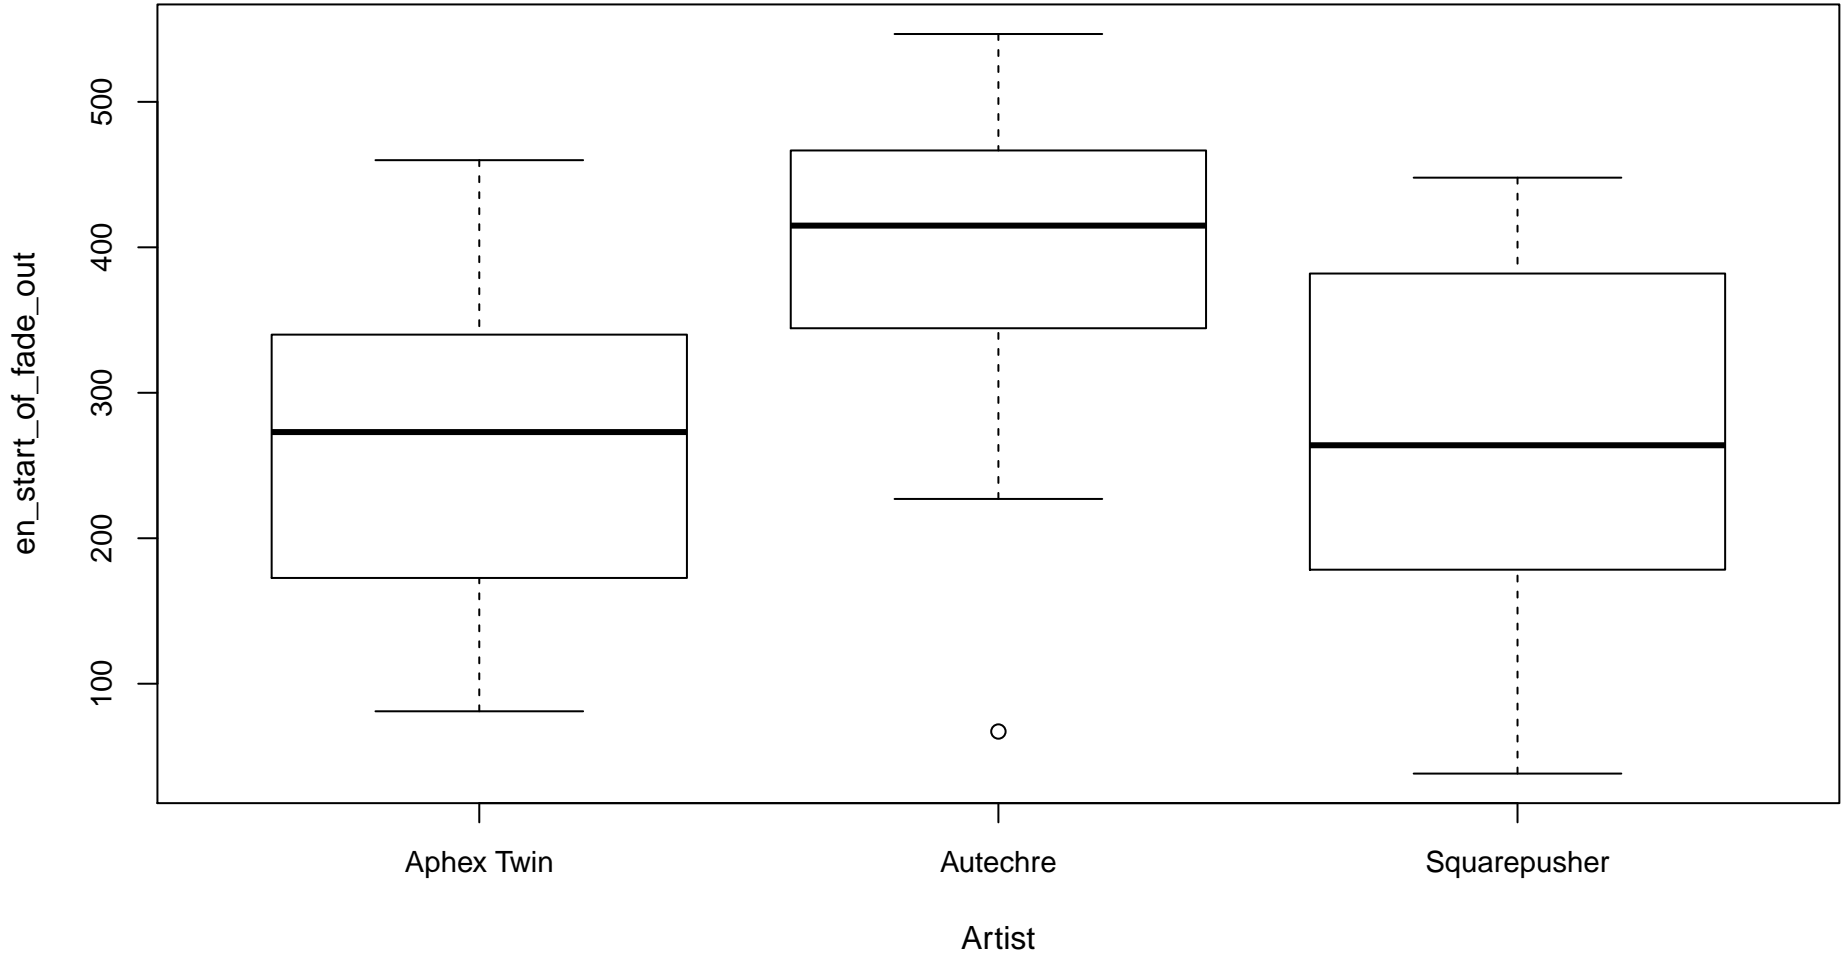 en_start_of_fade_out
500
400
300
200
100
Aphex Twin
Autechre
Squarepusher
Artist